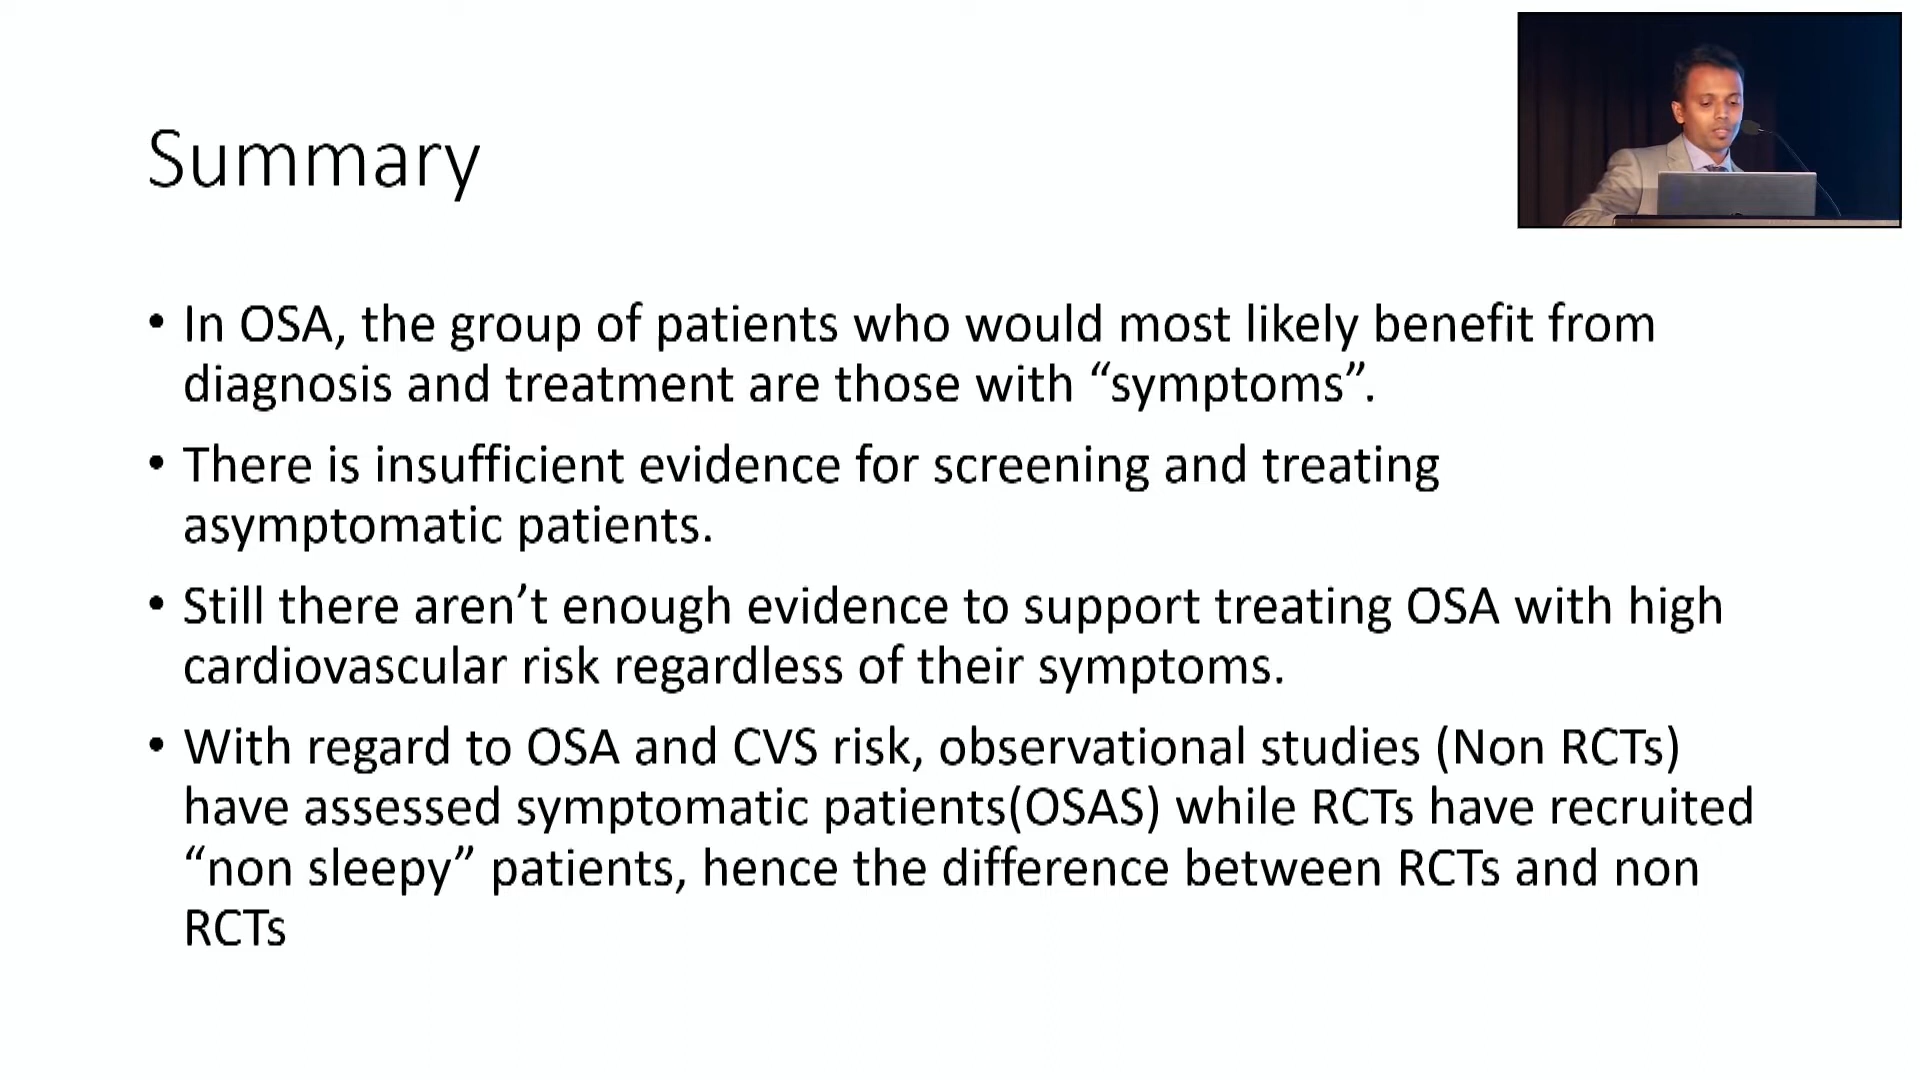 Summary
• In OSA, the group of patients who would most likely benefit from
diagnosis and treatment are those with “symptoms”.
• There is insufficient evidence for screening and treating
asymptomatic patients.
• Still there aren’t enough evidence to support treating OSA with high
cardiovascular risk regardless of their symptoms.
• With regard to OSA and CVS risk, observational studies (Non RCTs)
have assessed symptomatic patients(OSAS) while RCTs have recruited
“non sleepy” patients, hence the difference between RCTs and non
RCTs